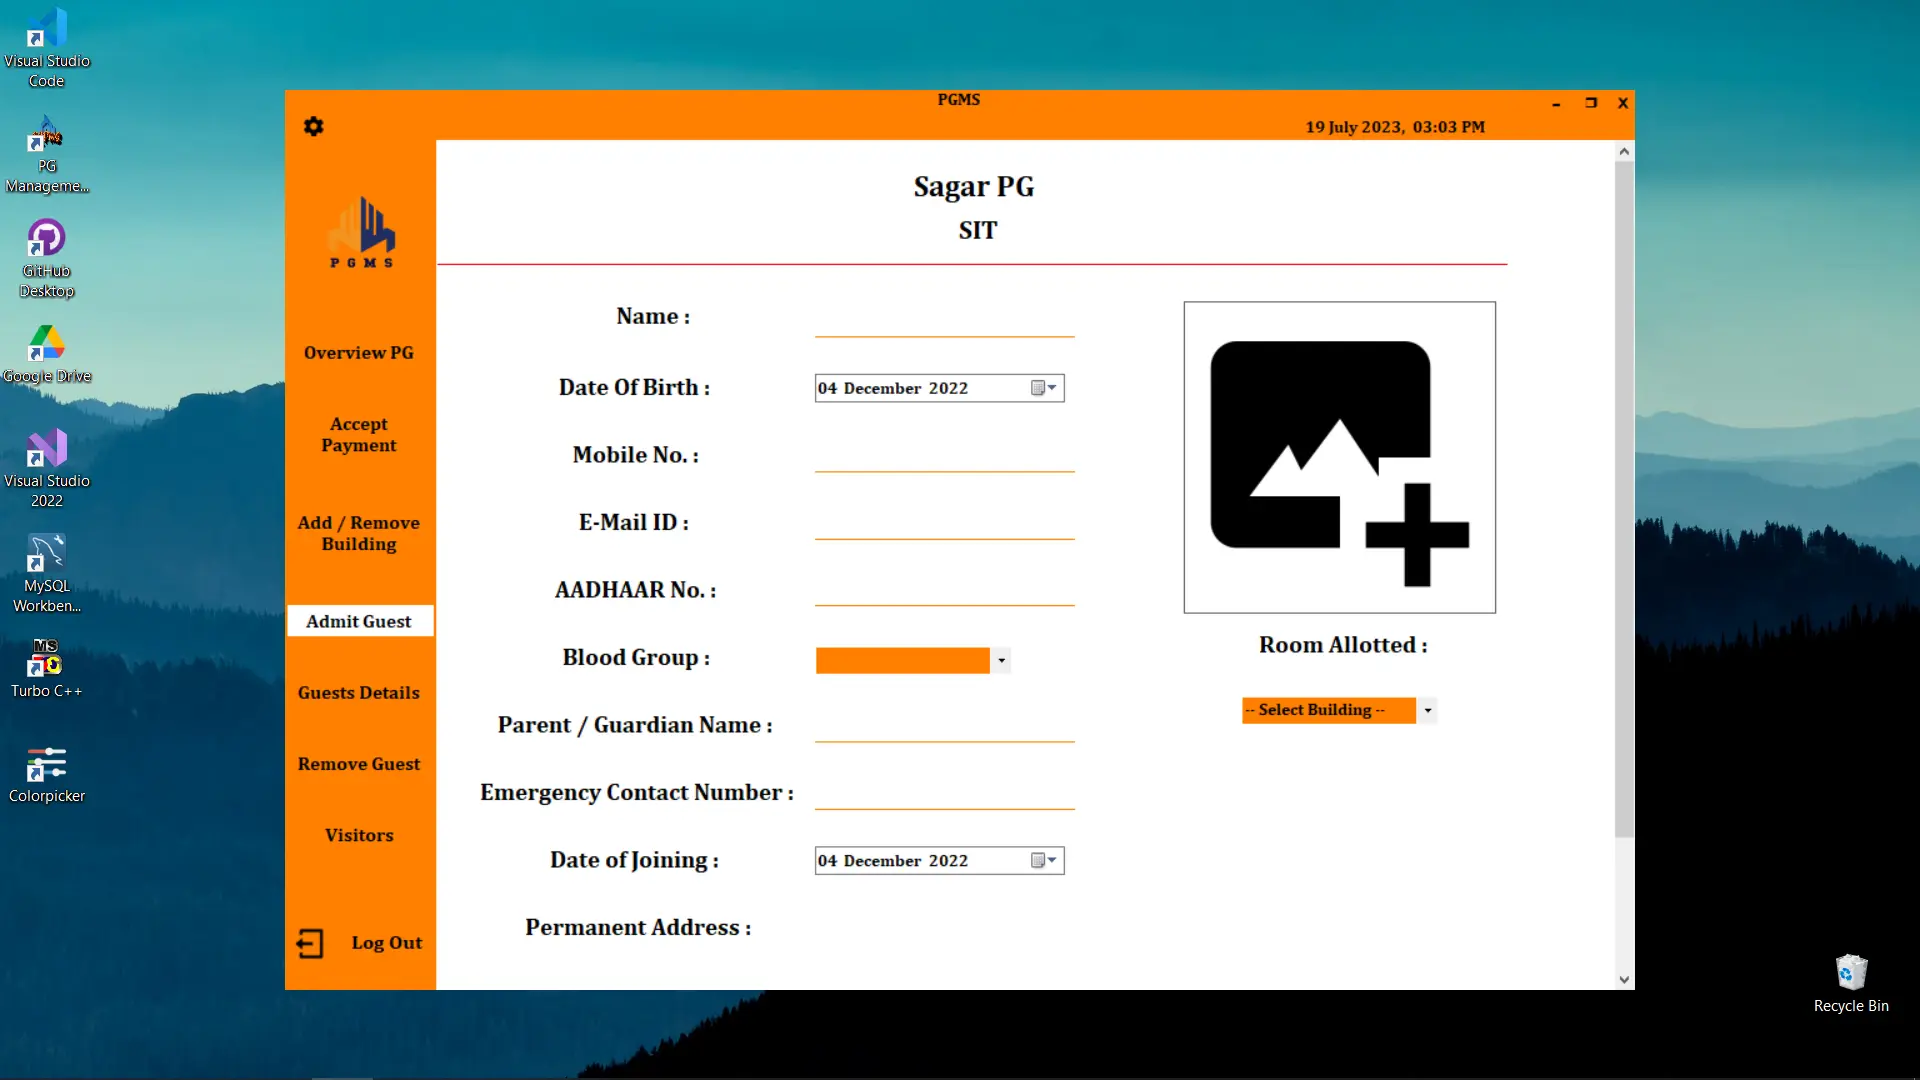 Visual Studio
Code
PG
Manageme...
GitHub
Desktop
Google Drive
Visual Studio
2022
MySQL
Workben...
MS
Turbo C++
Colorpicker
PGMS
19 July 2023, 03:03 PM
P G M S
Overview PG
Accept
Payment
Add / Remove
Building
Admit Guest
Guests Details
Remove Guest
Visitors
Log Out
Sagar PG
SIT
Name :
Date Of Birth :
04 December 2022
Mobile No. :
E-Mail ID :
AADHAAR No. :
Blood Group :
Parent / Guardian Name :
Emergency Contact Number :
Date of Joining :
04 December 2022
Permanent Address :
Room Allotted :
-- Select Building --
Recycle Bin